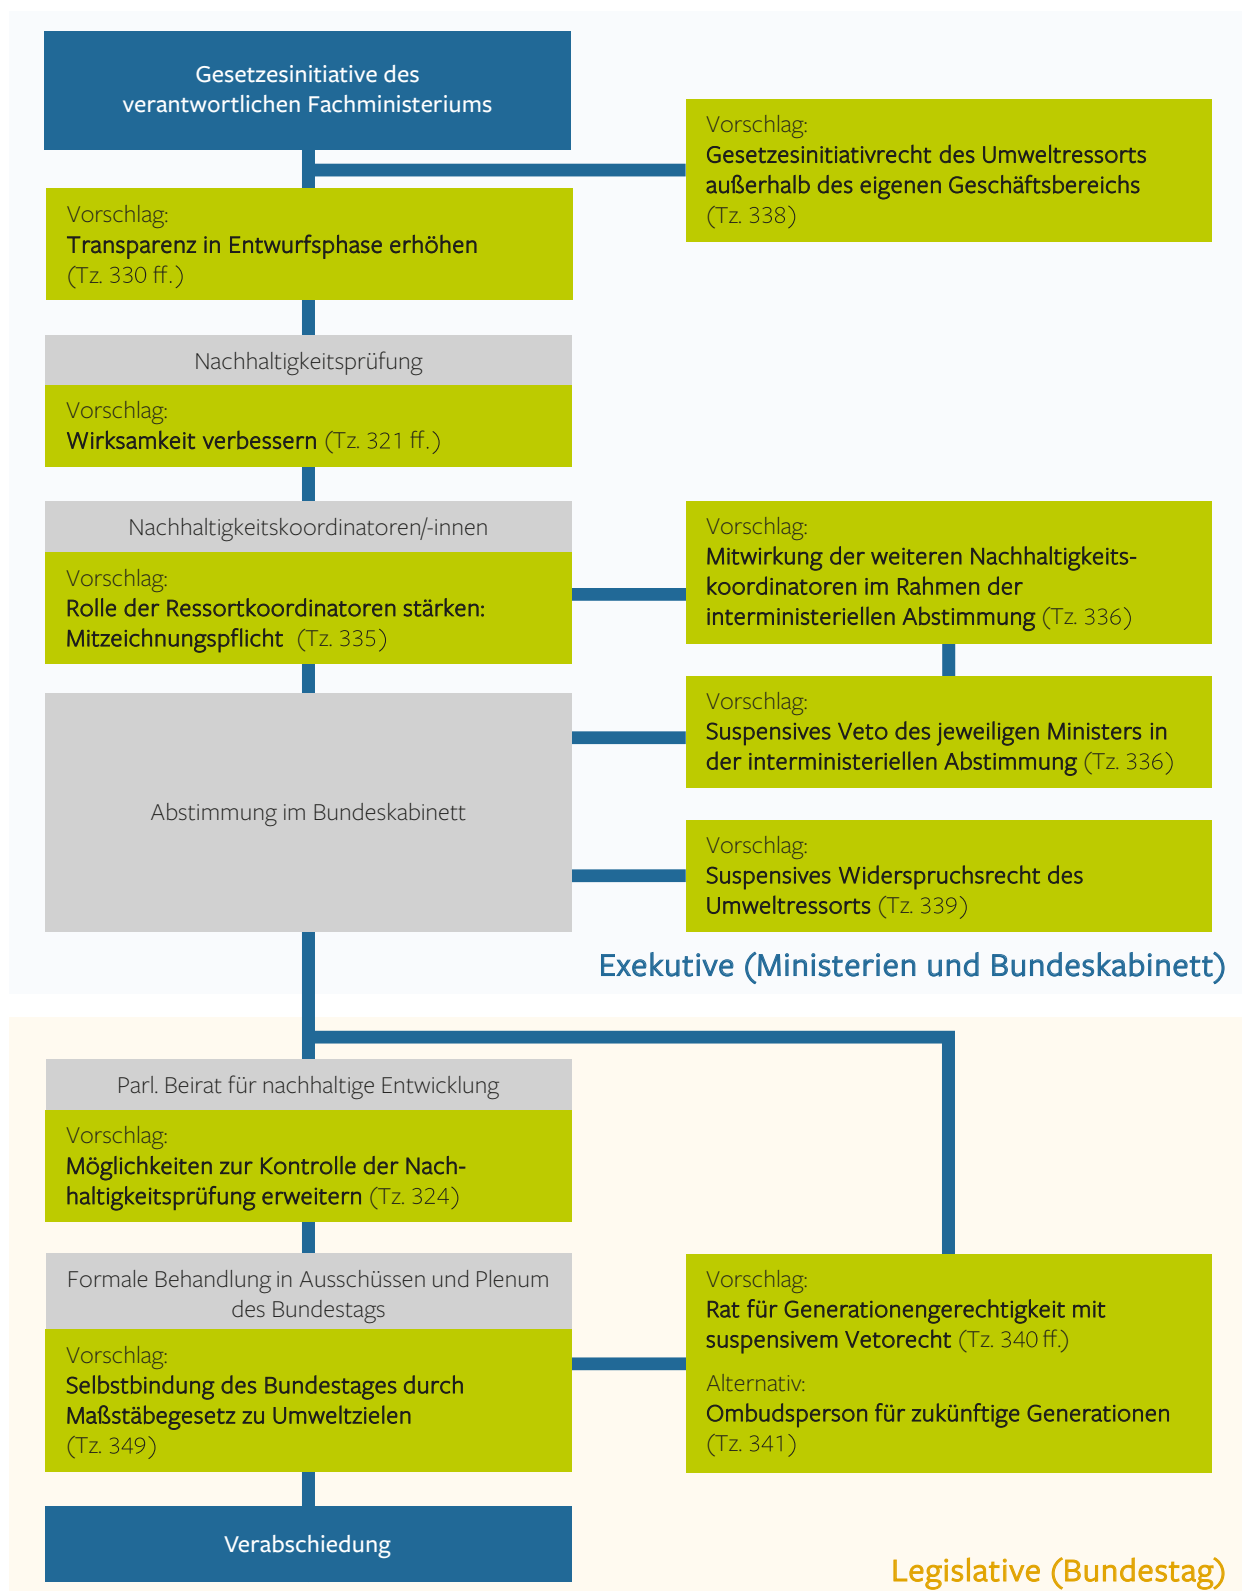 Gesetzesinitiative des
verantwortlichen Fachministeriums
Vorschlag:
Gesetzesinitiativrecht des Umweltressorts
außerhalb des eigenen Geschäftsbereichs
(Tz. 338)
Vorschlag:
Transparenz in Entwurfsphase erhöhen
(Tz. 330 ff.)
Nachhaltigkeitsprüfung
Vorschlag:
Wirksamkeit verbessern (Tz. 321 ff.)
Nachhaltigkeitskoordinatoren/-innen
Vorschlag:
Rolle der Ressortkoordinatoren stärken:
Mitzeichnungspflicht (Tz. 335)
Vorschlag:
Mitwirkung der weiteren Nachhaltigkeits-
koordinatoren im Rahmen der
interministeriellen Abstimmung (Tz. 336)
Abstimmung im Bundeskabinett
Vorschlag:
Suspensives Veto des jeweiligen Ministers in
der interministeriellen Abstimmung (Tz. 336)
Vorschlag:
Suspensives Widerspruchsrecht des
Umweltressorts (Tz. 339)
Exekutive (Ministerien und Bundeskabinett)
Parl. Beirat für nachhaltige Entwicklung
Vorschlag:
Möglichkeiten zur Kontrolle der Nach-
haltigkeitsprüfung erweitern (Tz. 324)
Formale Behandlung in Ausschüssen und Plenum
des Bundestags
Vorschlag:
Selbstbindung des Bundestages durch
Maßstäbegesetz zu Umweltzielen
(Tz. 349)
Vorschlag:
Rat für Generationengerechtigkeit mit
suspensivem Vetorecht (Tz. 340 ff.)
Alternativ:
Ombudsperson für zukünftige Generationen
(Tz. 341)
Verabschiedung
Legislative (Bundestag)